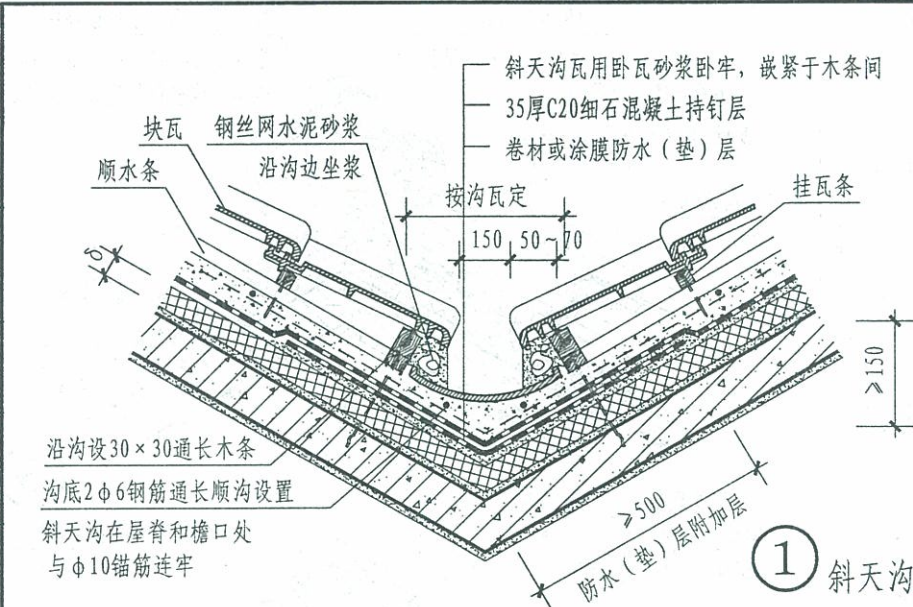 斜天沟瓦用卧瓦砂浆卧牢，嵌紧于木条间
35厚C20细石混凝土持钉层
卷材或涂膜防水（垫）层
块瓦
钢丝网水泥砂浆
顺水条
沿沟边坐浆
按沟瓦定
挂瓦条
150
50～70
δ
≥150
沿沟设30×30通长木条
沟底2φ6钢筋通长顺沟设置
斜天沟在屋脊和檐口处
与φ10锚筋连牢
≥500
防水（垫）层附加层
1 斜天沟